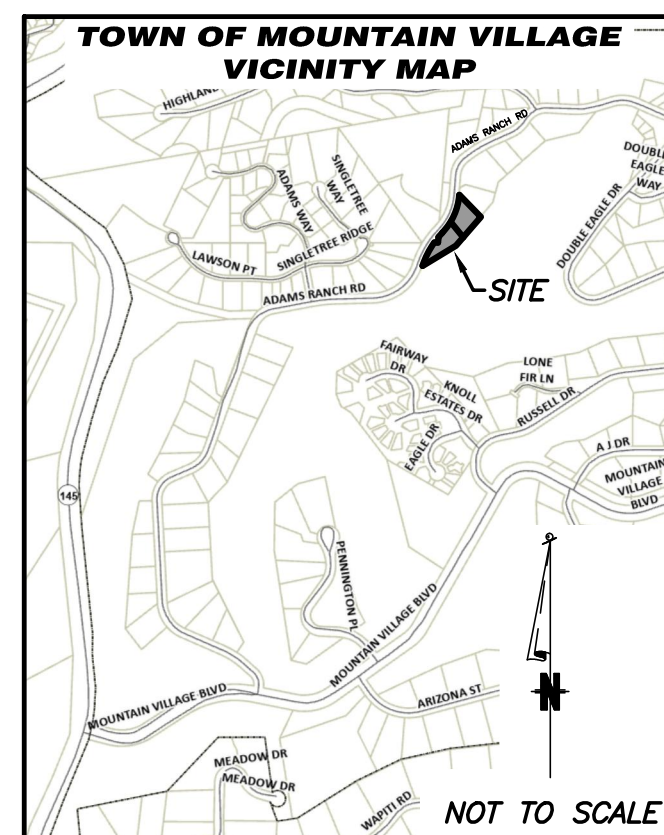 TOWN OF MOUNTAIN VILLAGE
VICINITY MAP
ADAMS RANCH RD
SINGLETREE
WAY
ADAMS WAY
DOUBLE EAGLE DR
EAGLE
WAY
LAWSON PT
SINGLETREE RIDGE
ADAMS RANCH RD
SITE
FAIRWAY
DR
KNOLL
ESTATES DR
EAGLE DR
LONE
FIR LN
RUSSELL DR
A J DR
MOUNTAIN
VILLAGE
BLVD
145
PENNINGTON PL
MOUNTAIN VILLAGE BLVD
MOUNTAIN VILLAGE BLVD
ARIZONA ST
N
MEADOW DR
MEADOW DR
WAPITI RD
NOT TO SCALE